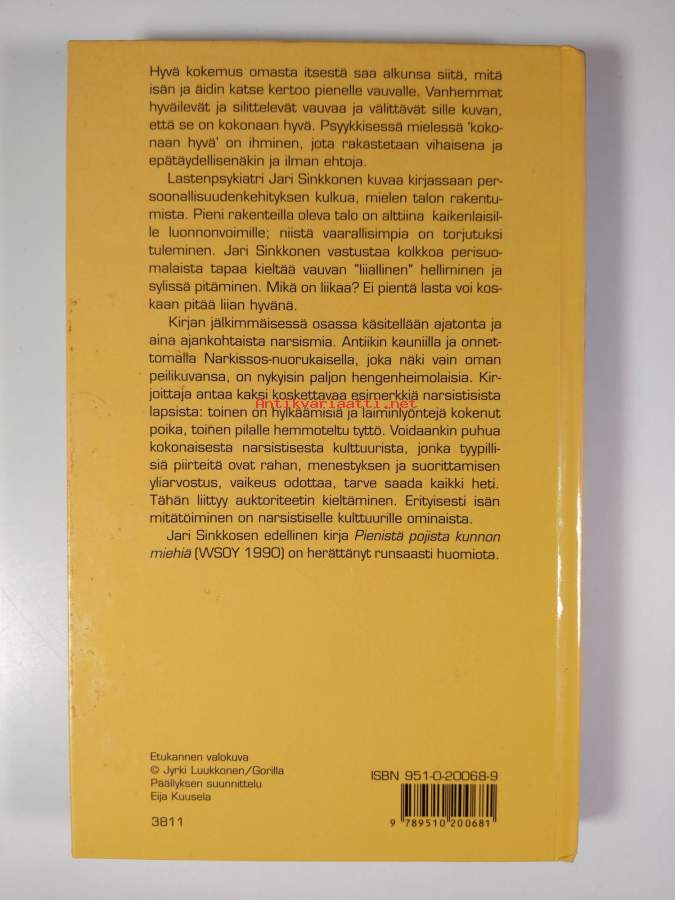 Hyvä kokemus omasta itsestä saa alkunsa siitä, mitä
isän ja äidin katse kertoo pienelle vauvalle. Vanhemmat
hyväilevät ja silittelevät vauvaa ja välittävät sille kuvan,
että se on kokonaan hyvä. Psyykkisessä mielessä 'koko-
naan hyvä' on ihminen, jota rakastetaan vihaisena ja
epätäydellisenäkin ja ilman ehtoja.
Lastenpsykiatri Jari Sinkkonen kuvaa kirjassaan per-
soonallisuudenkehityksen kulkua, mielen talon rakentu-
mista. Pieni rakenteilla oleva talo on alttiina kaikenlaisil-
le luonnonvoimille; niistä vaarallisimpia on torjutuksi
tuleminen. Jari Sinkkonen vastustaa kolkkoa perisuo-
malaista tapaa kieltää vauvan "liiallinen" helliminen ja
sylissä pitäminen. Mikä on liikaa? Ei pientä lasta voi kos-
kaan pitää liian hyvänä.
Kirjan jälkimmäisessä osassa käsitellään ajatonta ja
aina ajankohtaista narsismia. Antiikin kauniilla ja onnet-
tomalla Narkissos-nuorukaisella, joka näki vain oman
peilikuvansa, on nykyisin paljon hengenheimolaisia. Kir-
joittaja antaa kaksi koskettavaa esimerkkiä narsistisista
Antikvariaatti.net
lapsista: toinen on hylkäämisiä ja laiminlyöntejä kokenut
poika, toinen pilalle hemmoteltu tyttö. Voidaankin puhua
kokonaisesta narsistisesta kulttuurista, jonka tyypilli-
siä piirteitä ovat rahan, menestyksen ja suorittamisen
yliarvostus, vaikeus odottaa, tarve saada kaikki heti.
Tähän liittyy auktoriteetin kieltäminen. Erityisesti isän
mitätöiminen on narsistiselle kulttuurille ominaista.
Jari Sinkkosen edellinen kirja Pienistä pojista kunnon
miehiä (WSOY 1990) on herättänyt runsaasti huomiota.
Etukannen valokuva
© Jyrki Luukkonen/Gorilla
Päällyksen suunnittelu
Eija Kuusela
3811
ISBN 951-0-20068-9
9 789510 200681